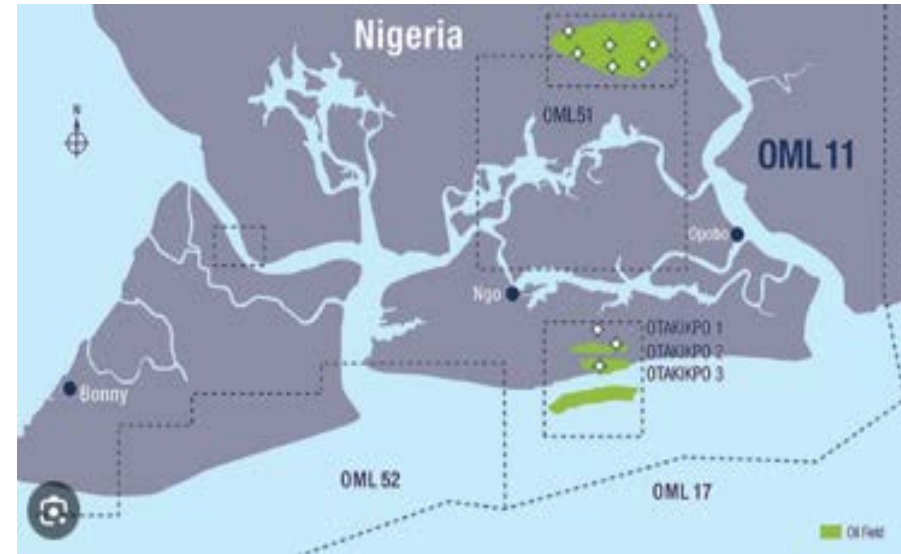 Nigeria
N
OML51
OML 11
Opobo
Ngo
OTAKIKPO 1
OTAKIKPO 2
OTAKIKPO 3
Bonny
OML 52
OML 17
Oil Field